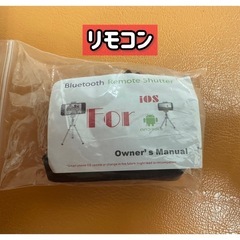 リモコン
Bluetooth Remote Shutter
iOS
For
Owner's Manual